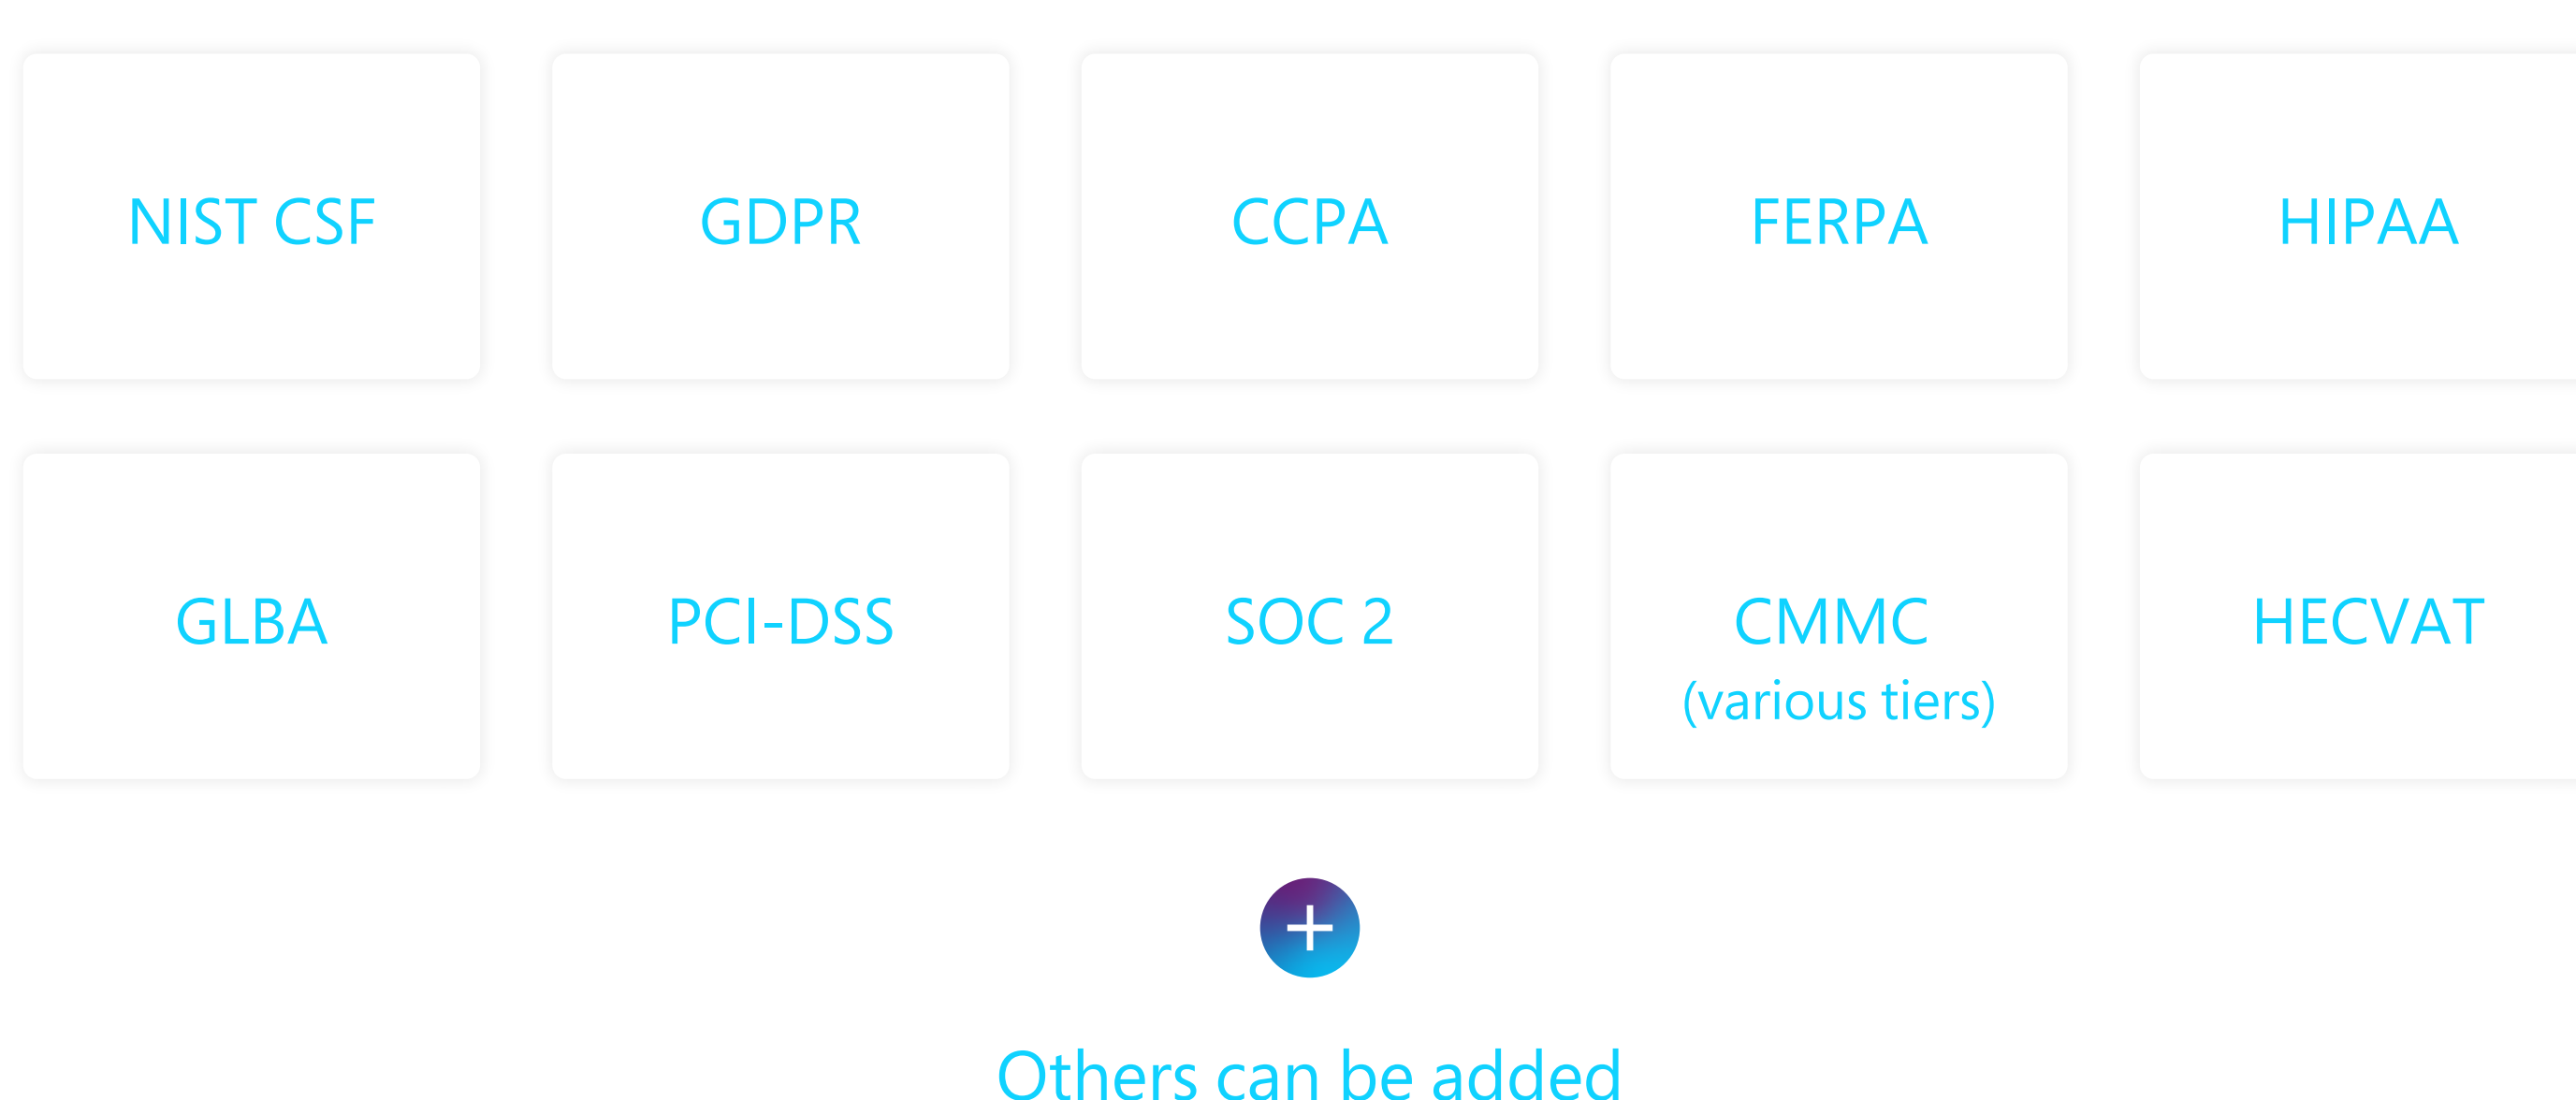 NIST CSF
GDPR
CCPA
FERPA
HIPAA
GLBA
PCI-DSS
SOC 2
CMMC
(various tiers)
HECVAT
+
Others can be added